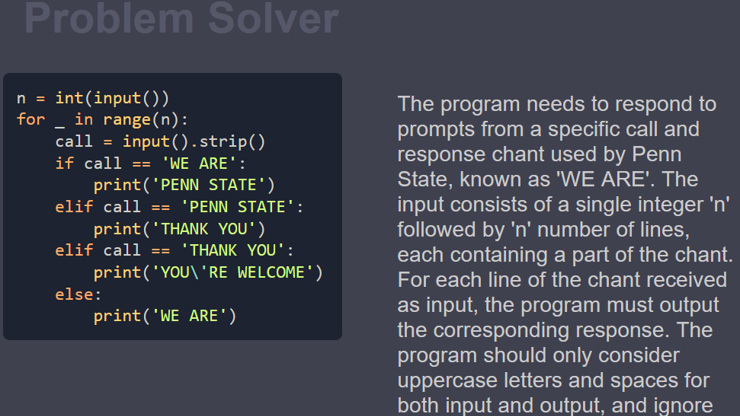 Problem Solver
n = int(input())
for _ in range(n):
    call = input().strip()
    if call == 'WE ARE':
        print('PENN STATE')
    elif call == 'PENN STATE':
        print('THANK YOU')
    elif call == 'THANK YOU':
        print('YOU\'RE WELCOME')
    else:
        print('WE ARE')
The program needs to respond to
prompts from a specific call and
response chant used by Penn
State, known as 'WE ARE'. The
input consists of a single integer 'n'
followed by 'n' number of lines,
each containing a part of the chant.
For each line of the chant received
as input, the program must output
the corresponding response. The
program should only consider
uppercase letters and spaces for
both input and output, and ignore